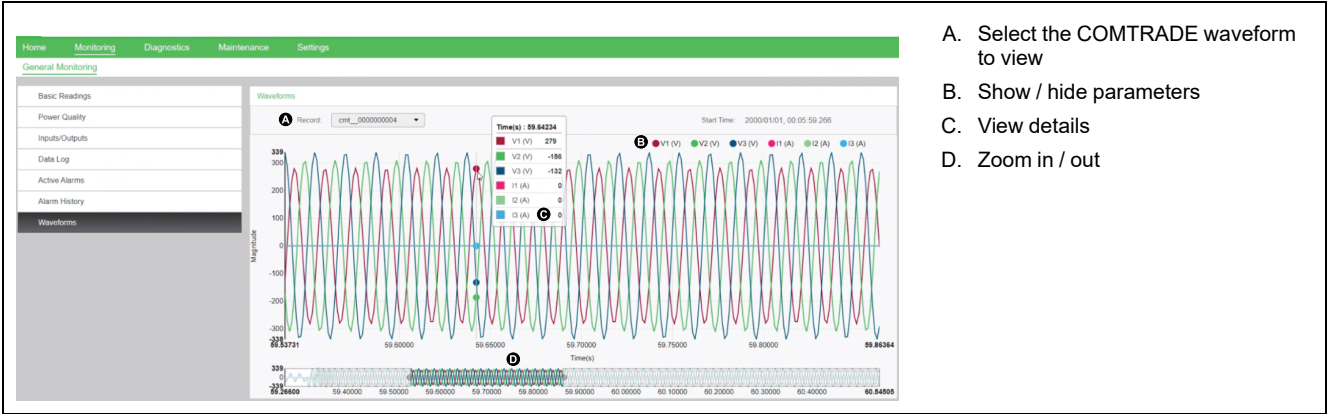 Home Monitoring Diagnostics Maintenance Settings
General Monitoring
Basic Readings
Power Quality
Inputs/Outputs
Data Log
Active Alarms
Alarm History
Waveforms
Waveforms
A Record: cmt__0000000004 Start Time: 2000/01/01, 00:05:59.266
Time(s) : 59.64234
V1 (V) 279
V2 (V) -186
V3 (V) -132
I1 (A) 0
I2 (A) 0
I3 (A) C 0
B V1 (V) V2 (V) V3 (V) I1 (A) I2 (A) I3 (A)
339
300
200
100
0
-100
-200
-300
-338
Magnitude
59.53731 59.60000 59.65000 59.70000 59.75000 59.80000 59.86364
Time(s)
D
339
0
-339
59.26600 59.40000 59.50000 59.60000 59.70000 59.80000 59.90000 60.00000 60.10000 60.20000 60.30000 60.40000 60.54505
A. Select the COMTRADE waveform
to view
B. Show / hide parameters
C. View details
D. Zoom in / out